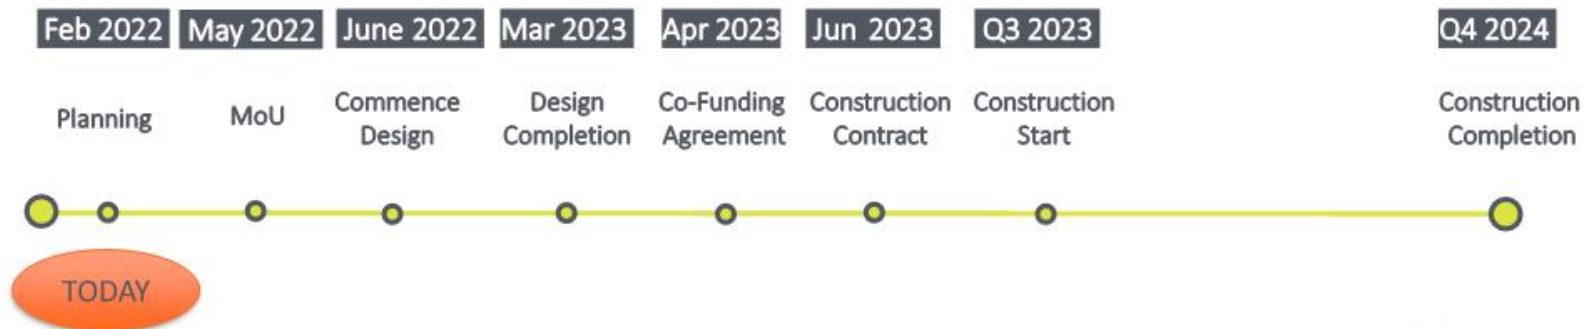 Feb 2022 May 2022 June 2022 Mar 2023 Apr 2023 Jun 2023 Q3 2023 Q4 2024
Planning
MoU
Commence
Design
Design
Completion
Co-Funding
Agreement
Construction
Contract
Construction
Start
Construction
Completion
TODAY